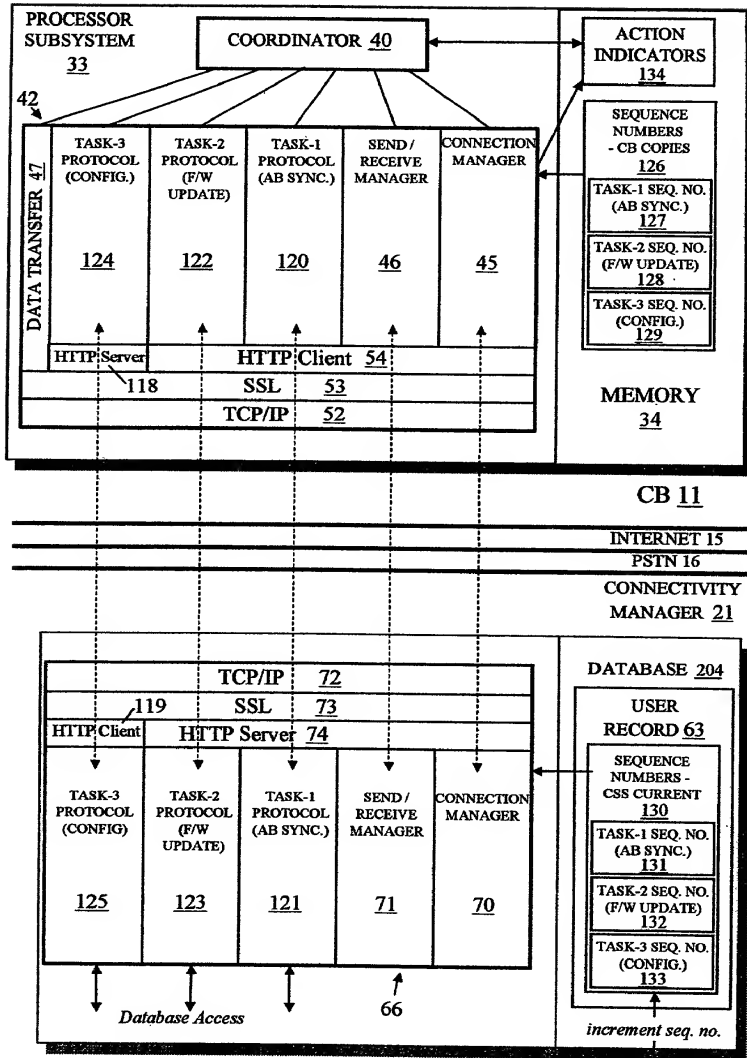 PROCESSOR
SUBSYSTEM
33
COORDINATOR 40
ACTION
INDICATORS
134
42
DATA TRANSFER 47
TASK-3
PROTOCOL
(CONFIG.)
124
TASK-2
PROTOCOL
(F/W
UPDATE)
122
TASK-1
PROTOCOL
(AB SYNC.)
120
SEND /
RECEIVE
MANAGER
46
CONNECTION
MANAGER
45
SEQUENCE
NUMBERS
- CB COPIES
126
TASK-1 SEQ. NO.
(AB SYNC.)
127
TASK-2 SEQ. NO.
(F/W UPDATE)
128
TASK-3 SEQ. NO.
(CONFIG.)
129
HTTP Server
118
HTTP Client 54
SSL 53
TCP/IP 52
MEMORY
34
CB 11
INTERNET 15
PSTN 16
CONNECTIVITY
MANAGER 21
TCP/IP 72
119
SSL 73
HTTP Client
HTTP Server 74
TASK-3
PROTOCOL
(CONFIG)
125
TASK-2
PROTOCOL
(F/W
UPDATE)
123
TASK-1
PROTOCOL
(AB SYNC.)
121
SEND /
RECEIVE
MANAGER
71
CONNECTION
MANAGER
70
DATABASE 204
USER
RECORD 63
SEQUENCE
NUMBERS -
CSS CURRENT
130
TASK-1 SEQ. NO.
(AB SYNC.)
131
TASK-2 SEQ. NO.
(F/W UPDATE)
132
TASK-3 SEQ. NO.
(CONFIG.)
133
Database Access
66
increment seq. no.